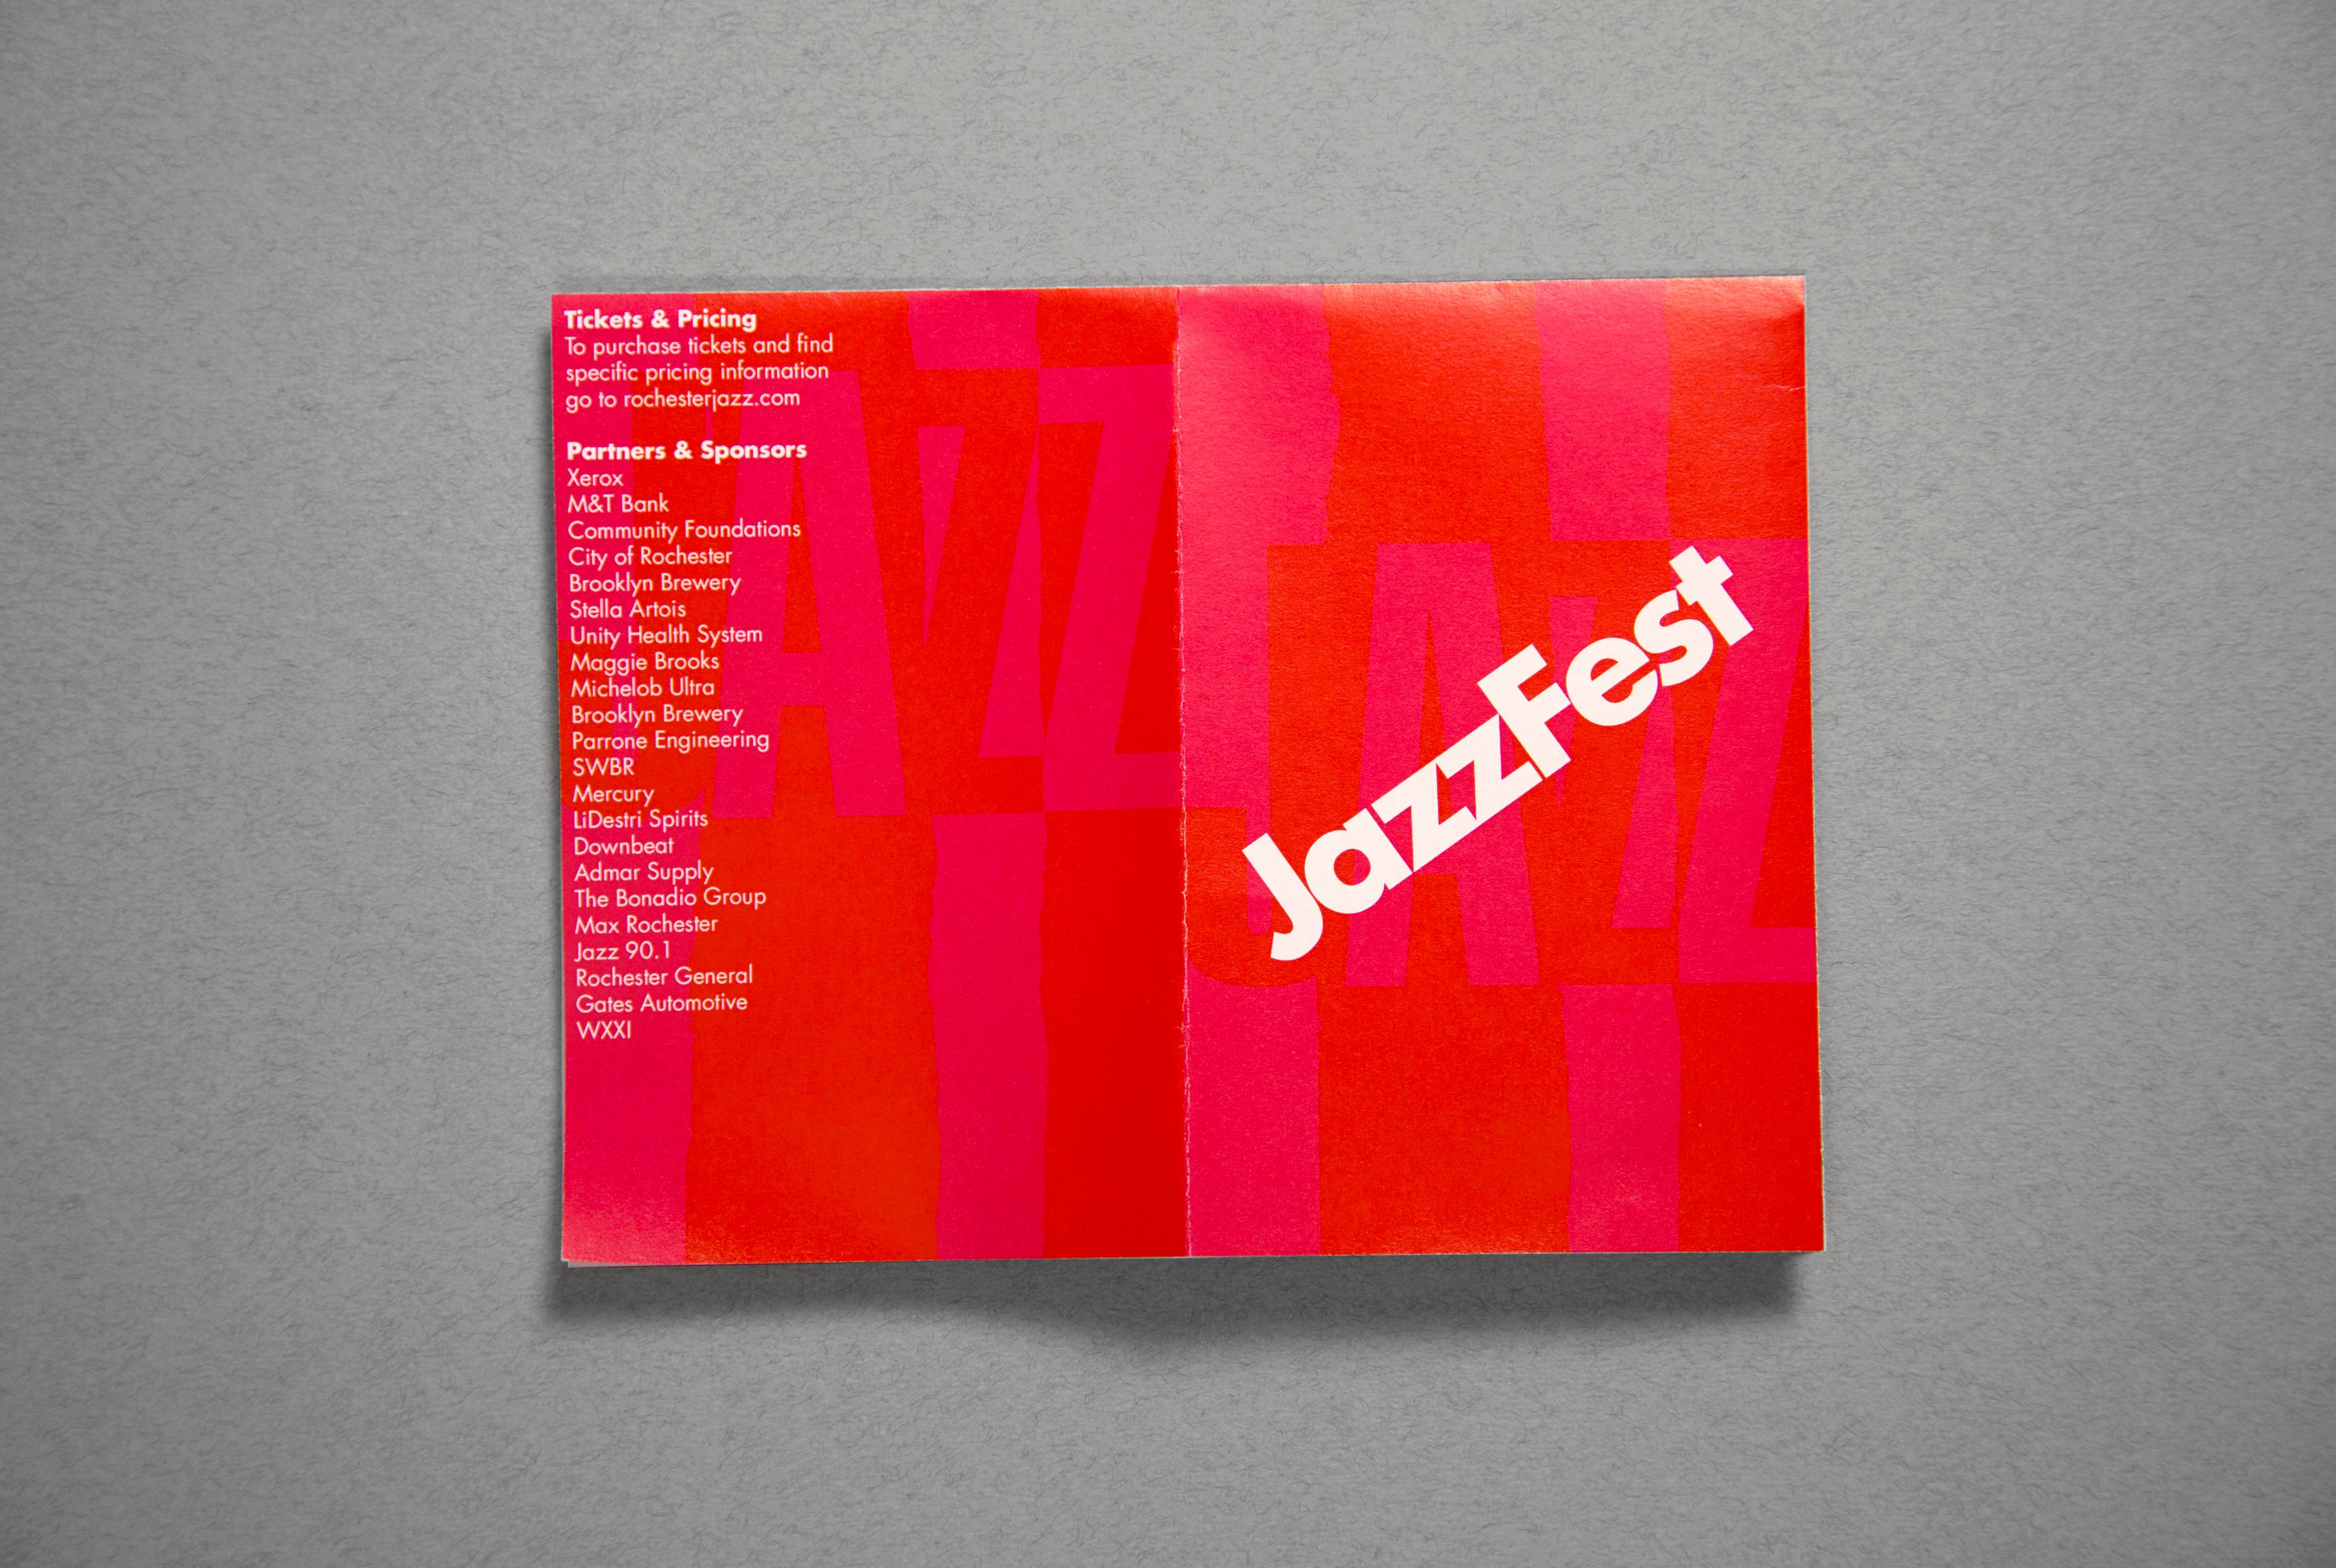 Tickets & Pricing
To purchase tickets and find
specific pricing information
go to rochesterjazz.com
Partners & Sponsors
Xerox
M&T Bank
Community Foundations
City of Rochester
Brooklyn Brewery
Stella Artois
Unity Health System
Maggie Brooks
Michelob Ultra
Brooklyn Brewery
Parrone Engineering
SWBR
Mercury
LiDestri Spirits
Downbeat
Admar Supply
The Bonadio Group
Max Rochester
Jazz 90.1
Rochester General
Gates Automotive
WXXI
JAZZ
JAZZ
JazzFest